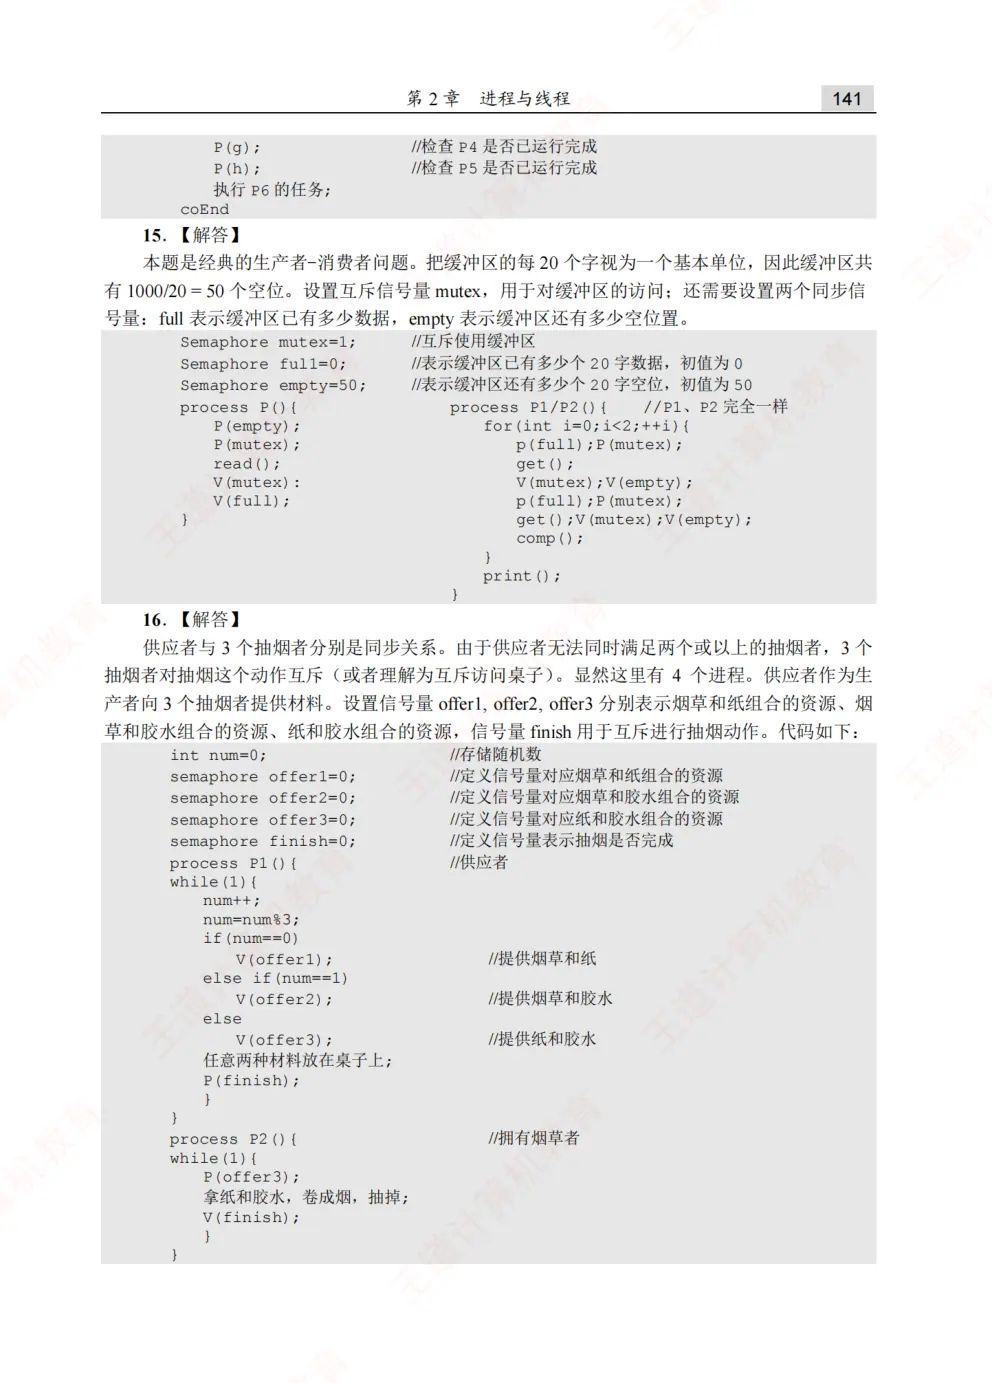 第 2 章　进程与线程
141
P(g);　//检查 P4 是否已运行完成
P(h);　//检查 P5 是否已运行完成
执行 P6 的任务;
coEnd
15. 【解答】
本题是经典的生产者-消费者问题。把缓冲区的每 20 个字视为一个基本单位，因此缓冲区共
有 1000/20 = 50 个空位。设置互斥信号量 mutex，用于对缓冲区的访问；还需要设置两个同步信
号量：full 表示缓冲区已有多少数据，empty 表示缓冲区还有多少空位置。
Semaphore mutex=1;　//互斥使用缓冲区
Semaphore ful1=0;　//表示缓冲区已有多少个 20 字数据，初值为 0
Semaphore empty=50;　//表示缓冲区还有多少个 20 字空位，初值为 50
process P(){　process P1/P2(){　//P1、P2 完全一样
P(empty);　for(int i=0;i<2;++i){
P(mutex);　p(full);P(mutex);
read();　get();
V(mutex):　V(mutex);V(empty);
V(full);　p(full);P(mutex);
}　get();V(mutex);V(empty);
comp();
}
print();
}
16. 【解答】
供应者与 3 个抽烟者分别是同步关系。由于供应者无法同时满足两个或以上的抽烟者，3 个
抽烟者对抽烟这个动作互斥（或者理解为互斥访问桌子）。显然这里有 4 个进程。供应者作为生
产者向 3 个抽烟者提供材料。设置信号量 offer1, offer2, offer3 分别表示烟草和纸组合的资源、烟
草和胶水组合的资源、纸和胶水组合的资源，信号量 finish 用于互斥进行抽烟动作。代码如下：
int num=0;　//存储随机数
semaphore offer1=0;　//定义信号量对应烟草和纸组合的资源
semaphore offer2=0;　//定义信号量对应烟草和胶水组合的资源
semaphore offer3=0;　//定义信号量对应纸和胶水组合的资源
semaphore finish=0;　//定义信号量表示抽烟是否完成
process P1(){　//供应者
while(1){
num++;
num=num%3;
if(num==0)
V(offer1);　//提供烟草和纸
else if(num==1)
V(offer2);　//提供烟草和胶水
else
V(offer3);　//提供纸和胶水
任意两种材料放在桌子上;
P(finish);
}
}
process P2(){　//拥有烟草者
while(1){
P(offer3);
拿纸和胶水，卷成烟，抽掉;
V(finish);
}
}